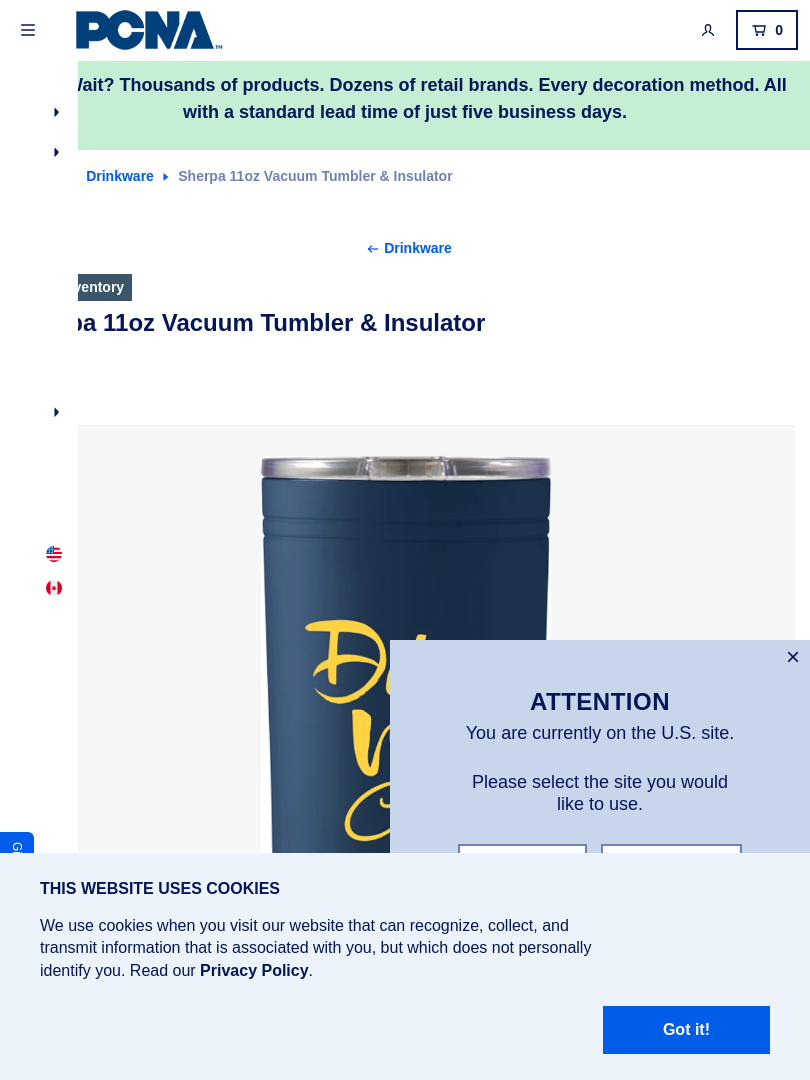 PCNA™
0
Wait? Thousands of products. Dozens of retail brands. Every decoration method. All
with a standard lead time of just five business days.
Drinkware
Sherpa 11oz Vacuum Tumbler & Insulator
Drinkware
11oz Vacuum Tumbler & Insulator
ATTENTION
You are currently on the U.S. site.
Please select the site you would
like to use.
THIS WEBSITE USES COOKIES
We use cookies when you visit our website that can recognize, collect, and
transmit information that is associated with you, but which does not personally
identify you. Read our Privacy Policy.
Got it!